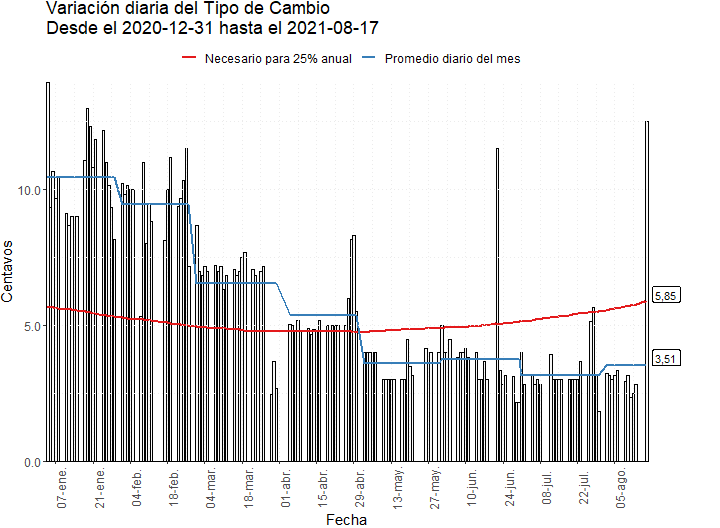 Variación diaria del Tipo de Cambio
Desde el 2020-12-31 hasta el 2021-08-17
Necesario para 25% anual
Promedio diario del mes
Centavos
10.0
5.0
0.0
5,85
3,51
07-ene.
21-ene.
04-feb.
18-feb.
04-mar.
18-mar.
01-abr.
15-abr.
29-abr.
13-may.
27-may.
10-jun.
24-jun.
08-jul.
22-jul.
05-ago.
Fecha